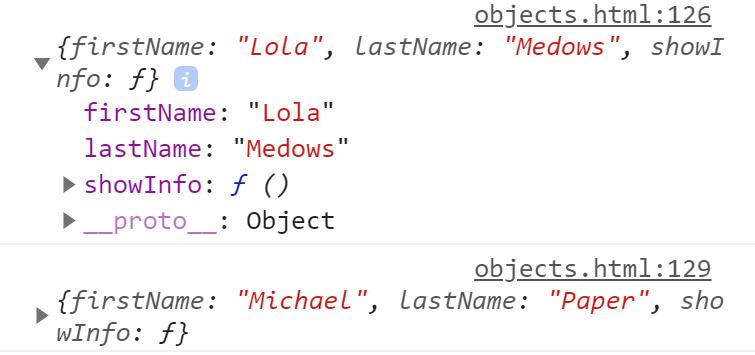 objects.html:126
{firstName: "Lola", lastName: "Medows", showI
nfo: ƒ} i
firstName: "Lola"
lastName: "Medows"
showInfo: ƒ ()
__proto__: Object
objects.html:129
{firstName: "Michael", lastName: "Paper", sho
wInfo: ƒ}